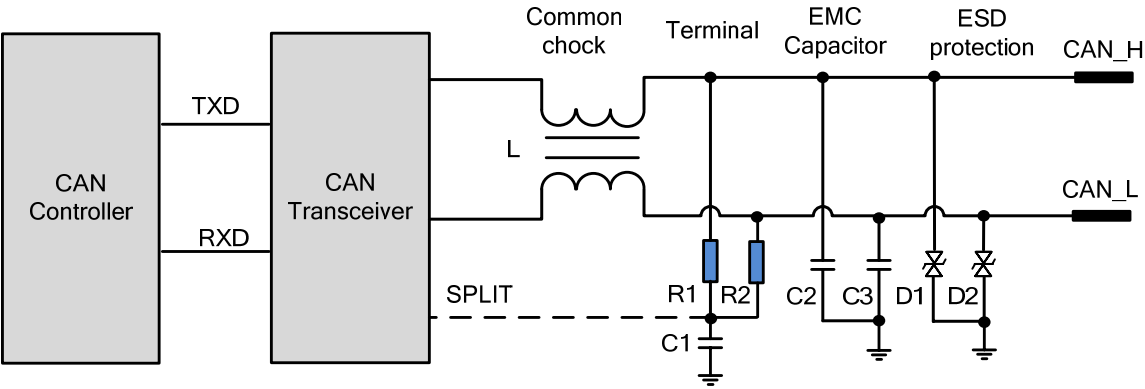 Common
chock
Terminal
EMC
Capacitor
ESD
protection
CAN_H
TXD
L
CAN
Controller
CAN
Transceiver
CAN_L
RXD
SPLIT
R1
R2
C2
C3
D1
D2
C1